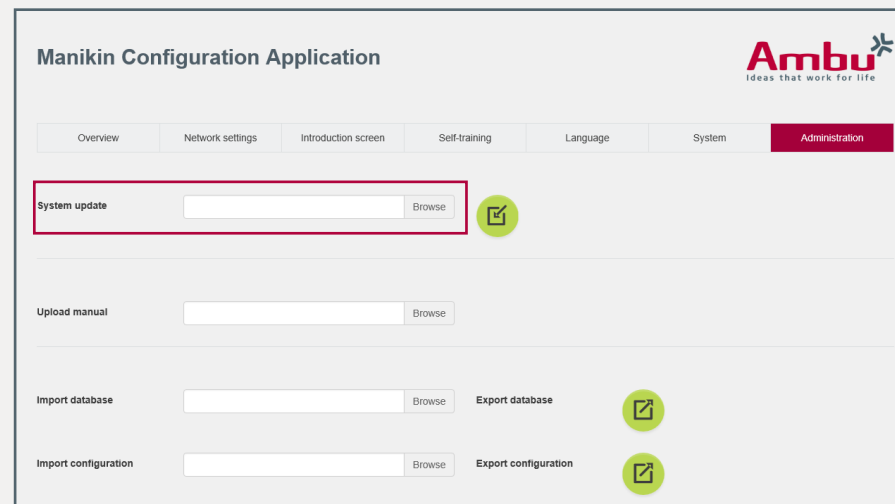 Manikin Configuration Application
Ambu
Ideas that work for life
Overview Network settings Introduction screen Self-training Language System Administration
System update Browse
Upload manual Browse
Import database Browse Export database
Import configuration Browse Export configuration